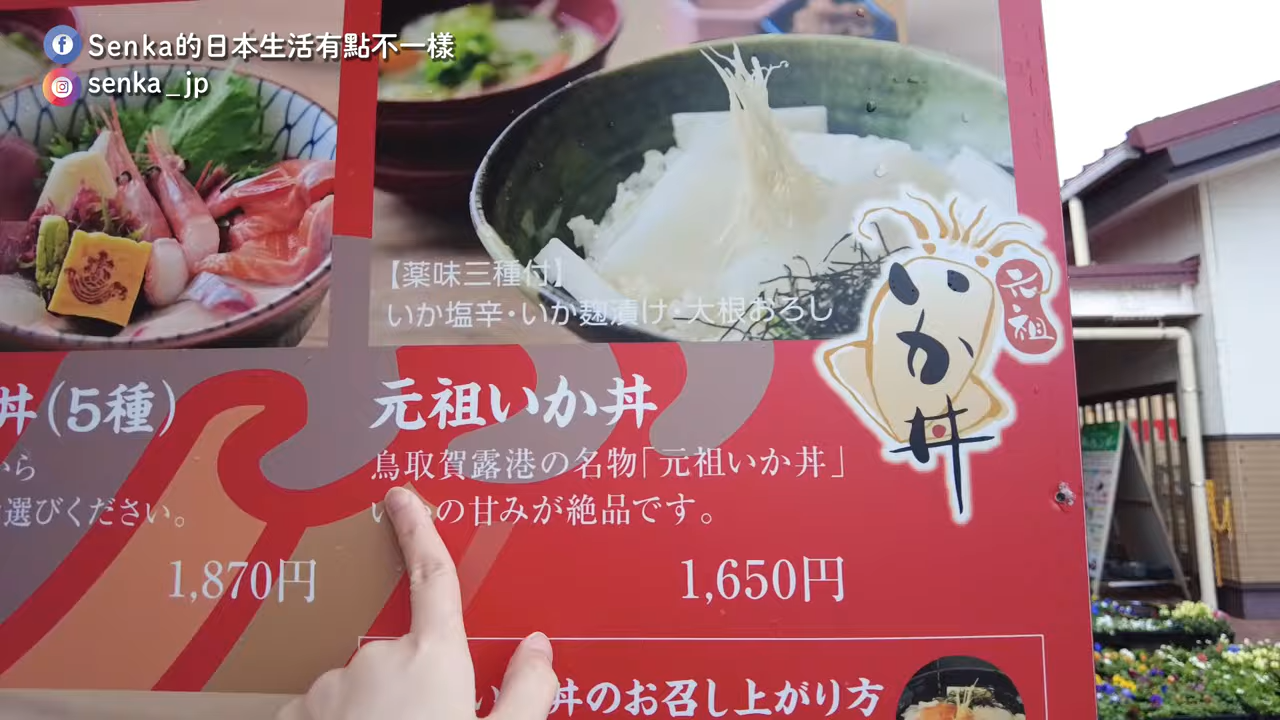 Senka的日本生活有點不一樣
senka_jp
【薬味三種付】
いか塩辛・いか麹漬け・大根おろし
元祖
いか丼
丼(5種)
から
選びください。
1,870円
元祖いか丼
鳥取賀露港の名物「元祖いか丼」
いかの甘みが絶品です。
1,650円
丼のお召し上がり方